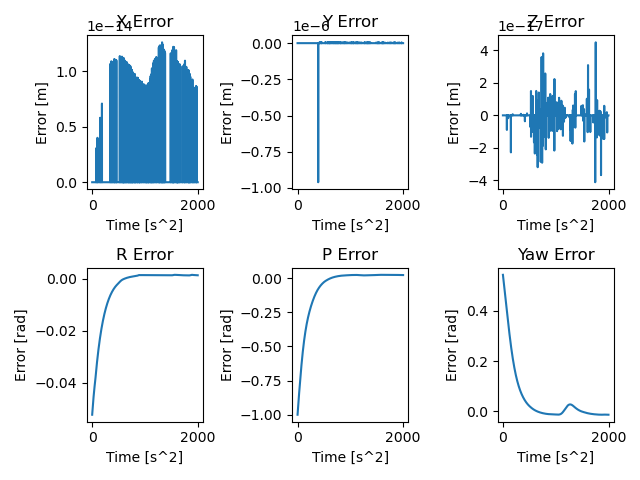 X Error Y Error Z Error
1e−14 1e−6 1e−17
Error [m] Error [m] Error [m]
1.0 0.00 4
0.5 −0.25 2
0.0 −0.50 0
−0.75 −2
−1.00 −4
0 2000 0 2000 0 2000
Time [s^2] Time [s^2] Time [s^2]
R Error P Error Yaw Error
Error [rad] Error [rad] Error [rad]
0.00 0.00 0.4
−0.02 −0.25 0.2
−0.04 −0.50 0.0
−0.75
−1.00
0 2000 0 2000 0 2000
Time [s^2] Time [s^2] Time [s^2]